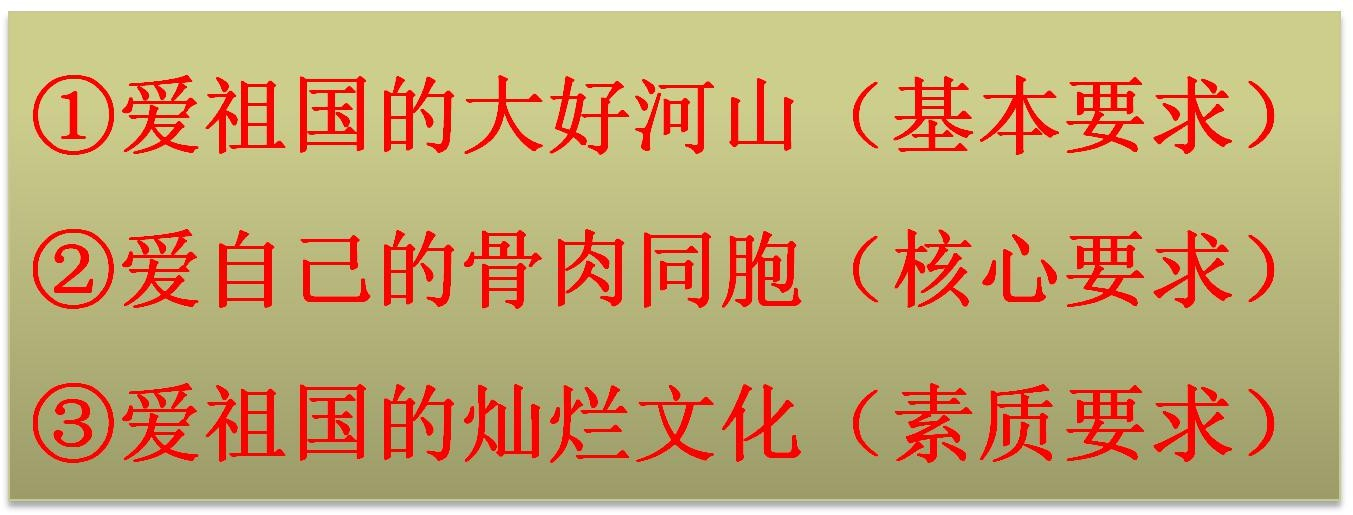 ①爱祖国的大好河山（基本要求）
②爱自己的骨肉同胞（核心要求）
③爱祖国的灿烂文化（素质要求）